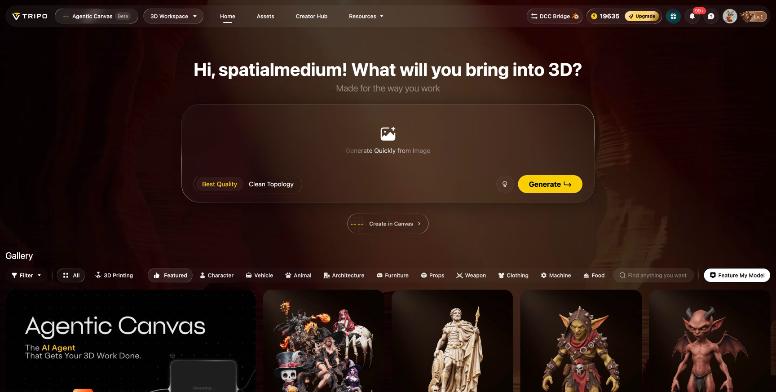 TRIPO
Agentic Canvas Beta
3D Workspace
Home
Assets
Creator Hub
Resources
DCC Bridge
19635
Upgrade
99+
Hi, spatialmedium! What will you bring into 3D?
Made for the way you work
Generate Quickly from Image
Best Quality
Clean Topology
Generate
Create in Canvas
Gallery
Filter
All
3D Printing
Featured
Character
Vehicle
Animal
Architecture
Furniture
Props
Weapon
Clothing
Machine
Food
Find anything you want
Feature My Model
Agentic Canvas
The AI Agent
That Gets Your 3D Work Done.